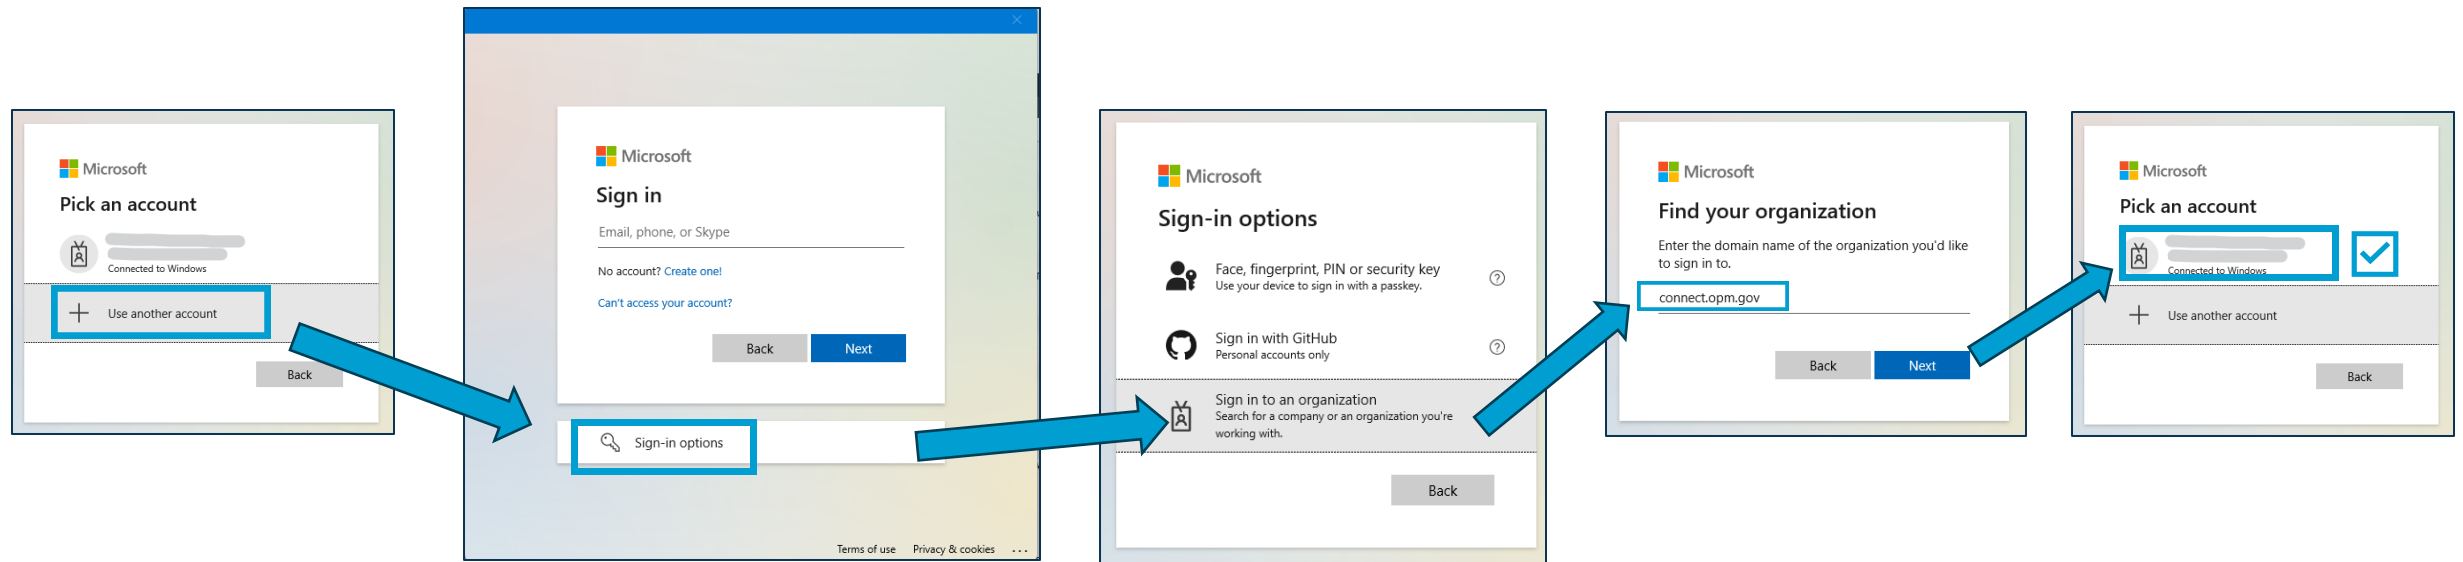 Microsoft
Pick an account
Connected to Windows
Use another account
Back
Microsoft
Sign in
Email, phone, or Skype
No account? Create one!
Can't access your account?
Back
Next
Sign-in options
Terms of use
Privacy & cookies
...
Microsoft
Sign-in options
Face, fingerprint, PIN or security key
Use your device to sign in with a passkey.
Sign in with GitHub
Personal accounts only
Sign in to an organization
Search for a company or an organization you're
working with.
Back
Microsoft
Find your organization
Enter the domain name of the organization you'd like
to sign in to.
connect.opm.gov
Back
Next
Microsoft
Pick an account
Connected to Windows
Use another account
Back